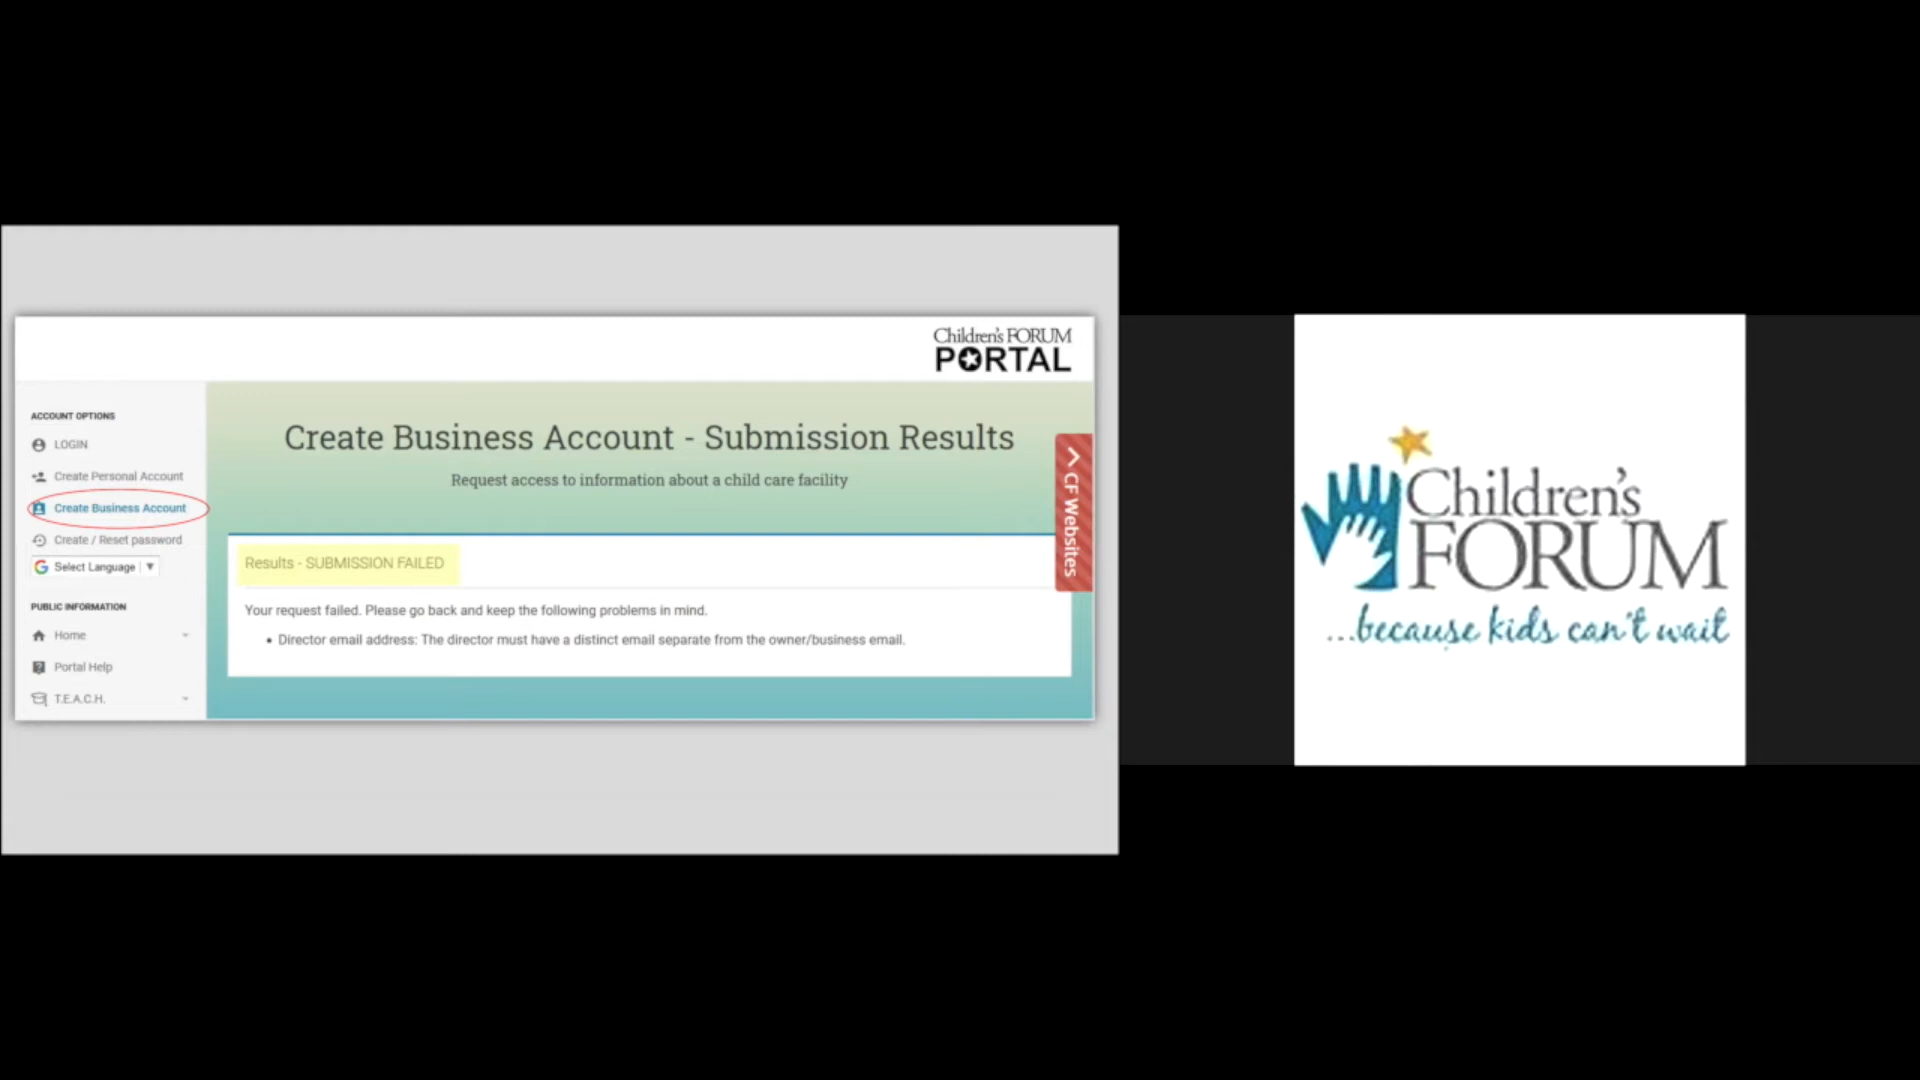 Children's FORUM
PORTAL
ACCOUNT OPTIONS
LOGIN
Create Personal Account
Create Business Account
Create / Reset password
Select Language
PUBLIC INFORMATION
Home
Portal Help
T.E.A.C.H.
Create Business Account - Submission Results
Request access to information about a child care facility
Results - SUBMISSION FAILED
Your request failed. Please go back and keep the following problems in mind.
• Director email address: The director must have a distinct email separate from the owner/business email.
CF Websites
Children's
FORUM
...because kids can't wait